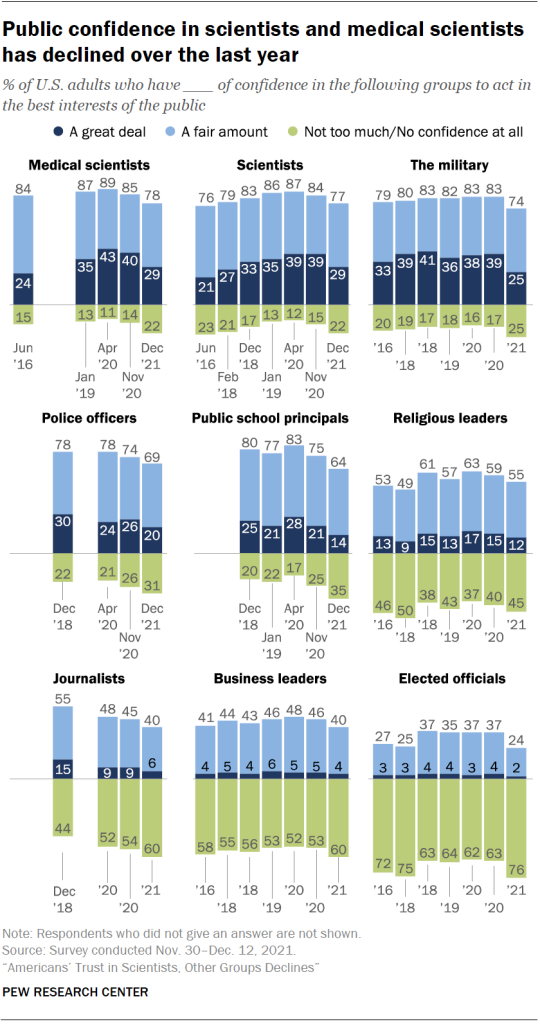 Public confidence in scientists and medical scientists
has declined over the last year
% of U.S. adults who have ___ of confidence in the following groups to act in
the best interests of the public
A great deal A fair amount Not too much/No confidence at all
Medical scientists Scientists The military
84 87 89 85 78 76 79 83 86 87 84 77 79 80 83 82 83 83 74
24 35 43 40 29 21 27 33 35 39 39 29 33 39 41 36 38 39 25
15 13 11 14 22 23 21 17 13 12 15 22 20 19 17 18 16 17 25
Jun Apr Dec Jun Dec Apr Dec '16 '18 '20 '21
'16 '20 '21 '16 '18 '20 '21 '18 '19 '20
Jan Nov Feb Jan Nov
'19 '20 '18 '19 '20
Police officers Public school principals Religious leaders
78 78 74 69 80 77 83 75 64 53 49 61 57 63 59 55
30 24 26 20 25 21 28 21 14 13 9 15 13 17 15 12
22 21 26 31 20 22 17 25 35 46 50 38 43 37 40 45
Dec Apr Dec Dec Apr Dec '16 '18 '20 '21
'18 '20 '21 '18 '20 '21 '18 '19 '20
Nov Jan Nov
'20 '19 '20
Journalists Business leaders Elected officials
55 48 45 40 41 44 43 46 48 46 40 27 25 37 35 37 37 24
15 9 9 6 4 5 4 6 5 5 4 3 3 4 4 3 4 2
44 52 54 60 58 55 56 53 52 53 60 72 75 63 64 62 63 76
Dec '20 '21 '16 '18 '20 '21 '16 '18 '20 '21
'18 '20 '18 '19 '20 '18 '19 '20
Note: Respondents who did not give an answer are not shown.
Source: Survey conducted Nov. 30–Dec. 12, 2021.
"Americans' Trust in Scientists, Other Groups Declines"
PEW RESEARCH CENTER